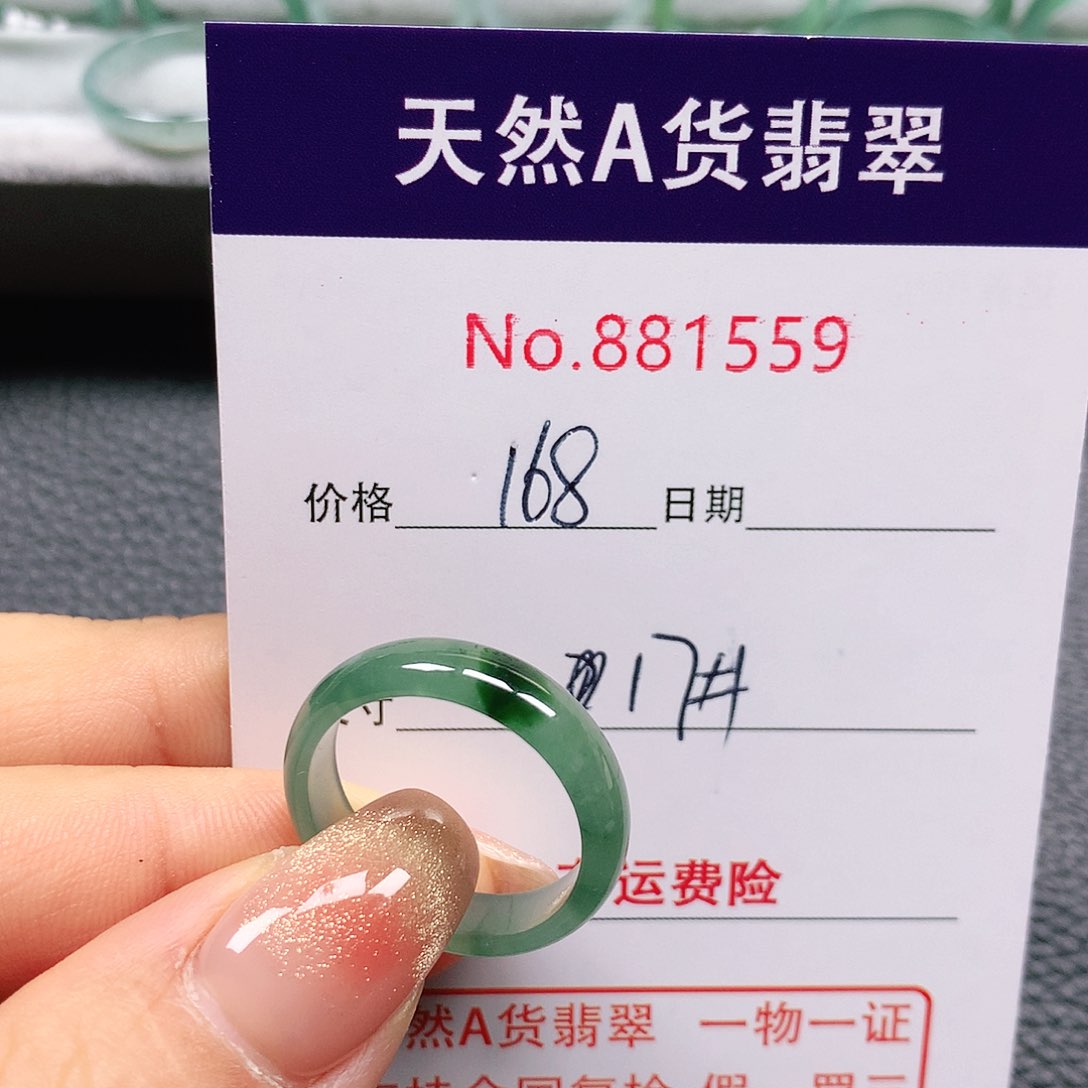 天然A货翡翠
No.881559
价格 168 日期
寸 17#
运费险
然A货翡翠 一物一证